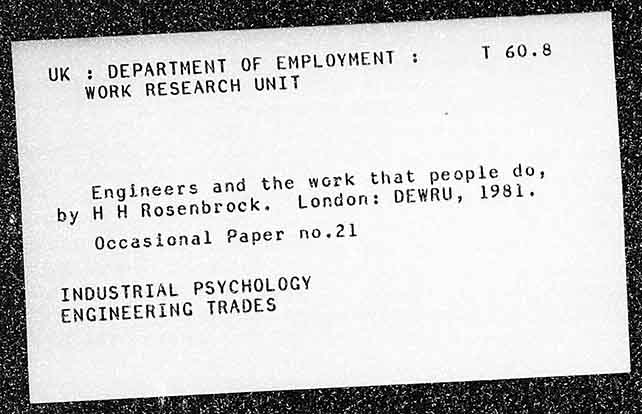 UK : DEPARTMENT OF EMPLOYMENT : T 60.8
WORK RESEARCH UNIT
Engineers and the work that people do,
by H H Rosenbrock. London: DEWRU, 1981.
Occasional Paper no.21
INDUSTRIAL PSYCHOLOGY
ENGINEERING TRADES